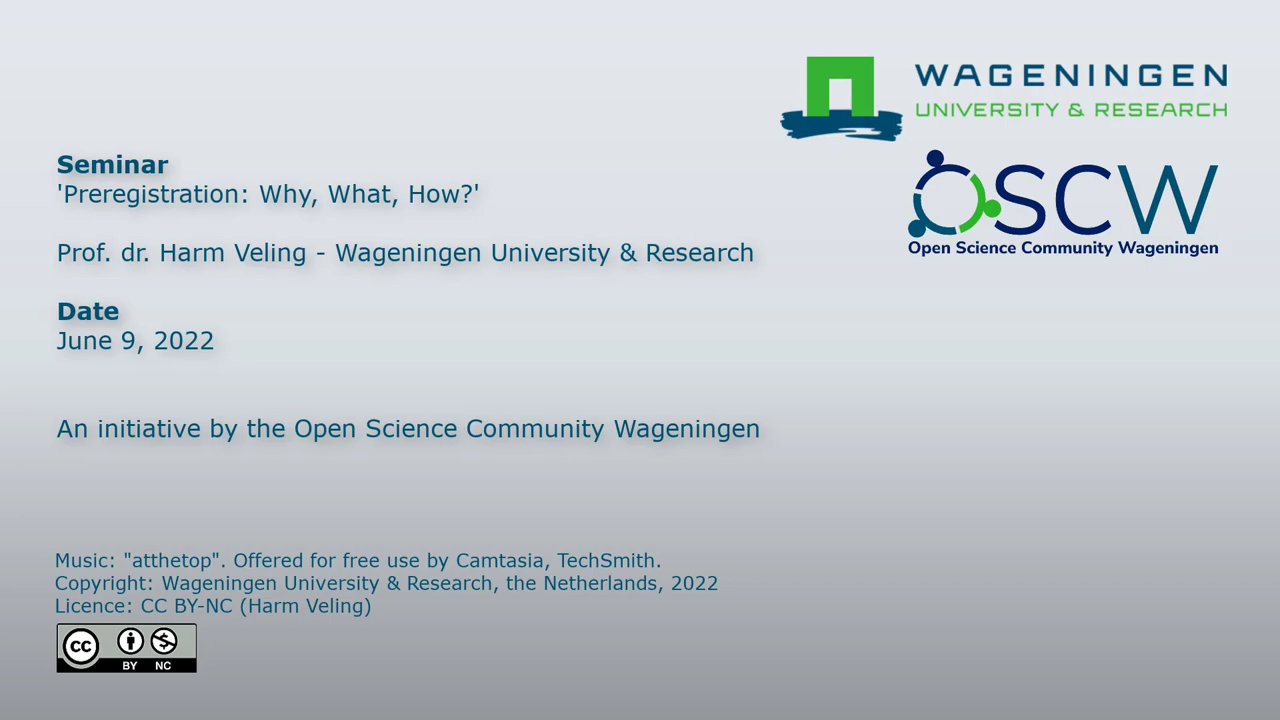 WAGENINGEN
UNIVERSITY & RESEARCH
OSCW
Open Science Community Wageningen
Seminar
'Preregistration: Why, What, How?'
Prof. dr. Harm Veling - Wageningen University & Research
Date
June 9, 2022
An initiative by the Open Science Community Wageningen
Music: "atthetop". Offered for free use by Camtasia, TechSmith.
Copyright: Wageningen University & Research, the Netherlands, 2022
Licence: CC BY-NC (Harm Veling)
cc
BY NC